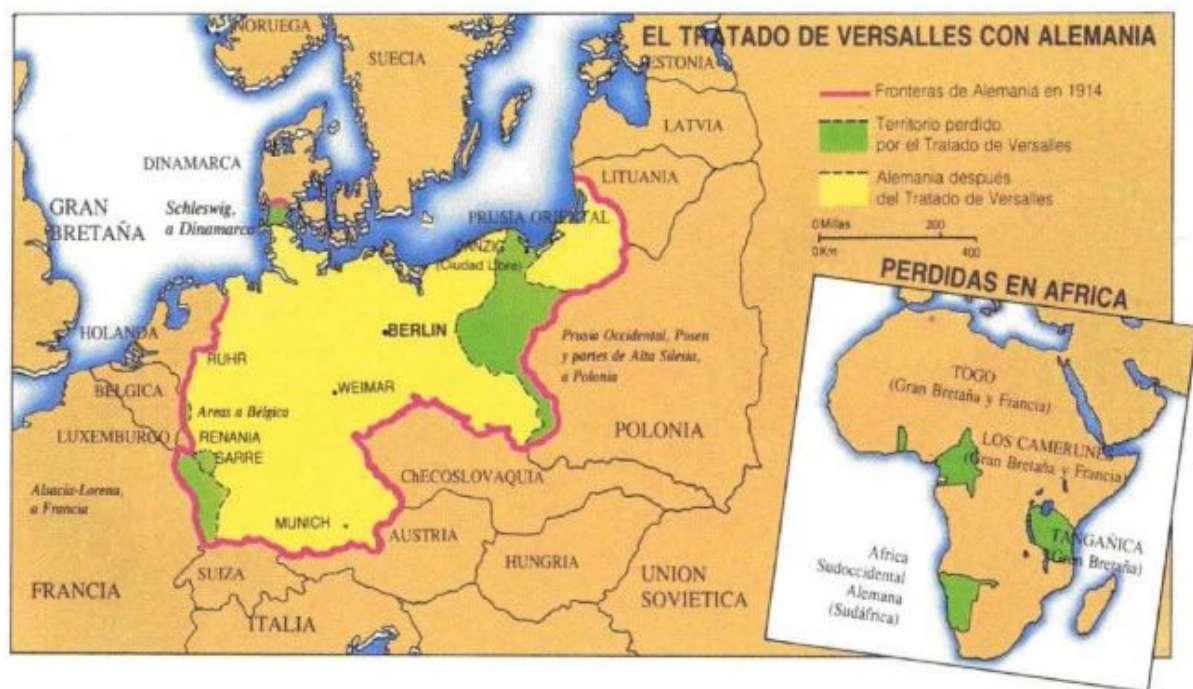 EL TRATADO DE VERSALLES CON ALEMANIA
Fronteras de Alemania en 1914
Territorio perdido
por el Tratado de Versalles
Alemania después
del Tratado de Versalles
0 Millas 200
0 Km 400
NORUEGA
SUECIA
ESTONIA
LATVIA
LITUANIA
DINAMARCA
GRAN
BRETAÑA
Schleswig,
a Dinamarca
PRUSIA ORIENTAL
DANZIG
(Ciudad Libre)
HOLANDA
BERLIN
RUHR
Prusia Occidental, Posen
y partes de Alta Silesia,
a Polonia
BELGICA
WEIMAR
Areas a Bélgica
LUXEMBURGO
RENANIA
SARRE
POLONIA
ChECOSLOVAQUIA
Alsacia-Lorena,
a Francia
MUNICH
AUSTRIA
HUNGRIA
SUIZA
FRANCIA
ITALIA
UNION
SOVIETICA
PERDIDAS EN AFRICA
TOGO
(Gran Bretaña y Francia)
LOS CAMERUNES
(Gran Bretaña y Francia)
TANGAÑICA
(Gran Bretaña)
Africa
Sudoccidental
Alemana
(Sudáfrica)